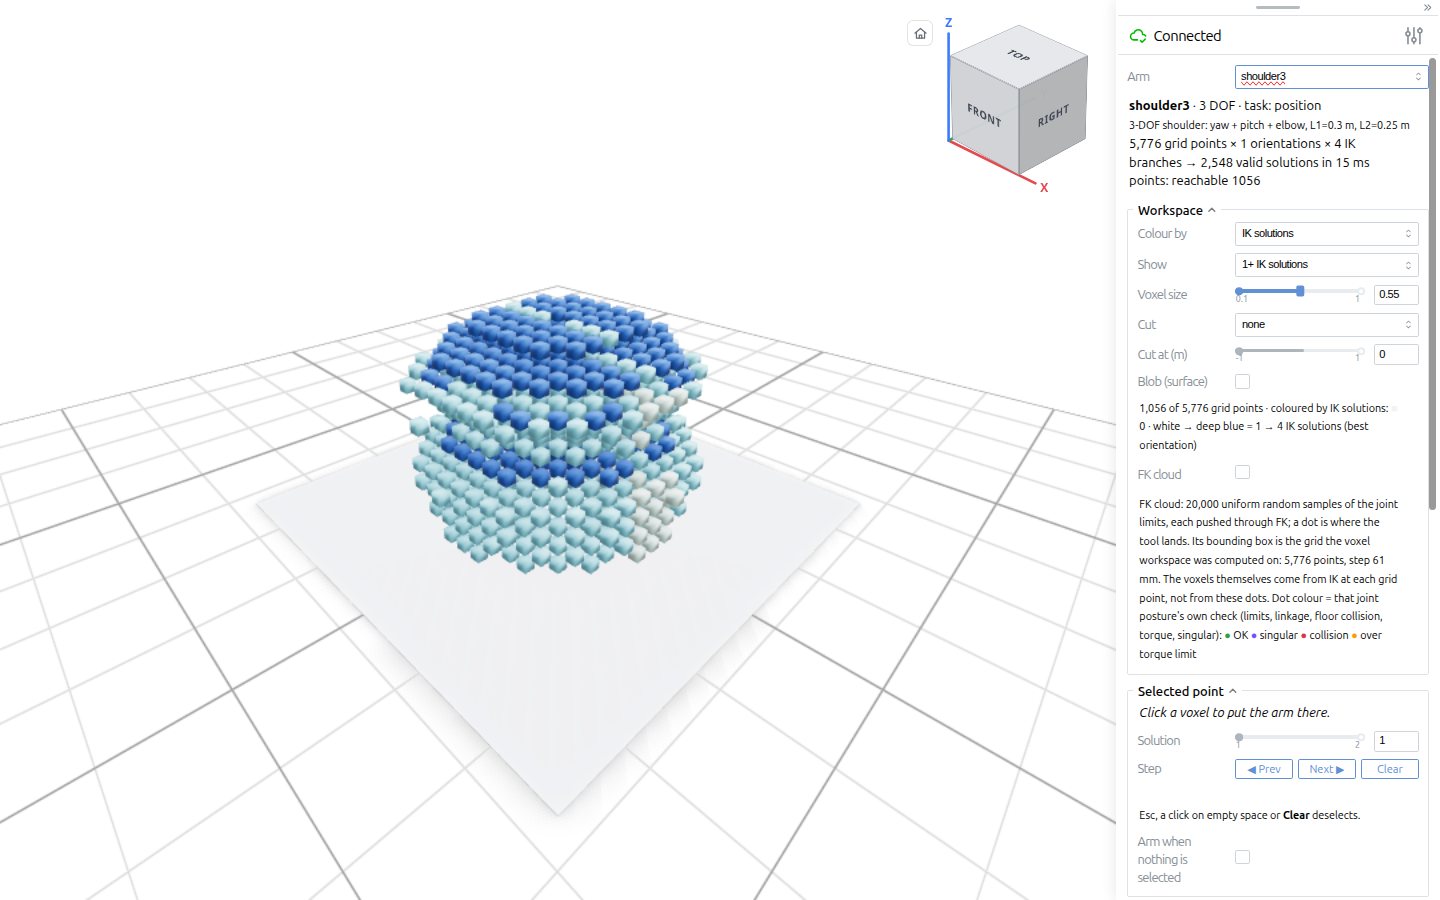 Z
TOP
FRONT
RIGHT
X
»
Connected
Arm
shoulder3
shoulder3 · 3 DOF · task: position
3-DOF shoulder: yaw + pitch + elbow, L1=0.3 m, L2=0.25 m
5,776 grid points × 1 orientations × 4 IK
branches → 2,548 valid solutions in 15 ms
points: reachable 1056
Workspace
Colour by
IK solutions
Show
1+ IK solutions
Voxel size
0.1
1
0.55
Cut
none
Cut at (m)
-1
1
0
Blob (surface)
1,056 of 5,776 grid points · coloured by IK solutions:
0 · white → deep blue = 1 → 4 IK solutions (best
orientation)
FK cloud
FK cloud: 20,000 uniform random samples of the joint
limits, each pushed through FK; a dot is where the
tool lands. Its bounding box is the grid the voxel
workspace was computed on: 5,776 points, step 61
mm. The voxels themselves come from IK at each grid
point, not from these dots. Dot colour = that joint
posture's own check (limits, linkage, floor collision,
torque, singular): ● OK ● singular ● collision ● over
torque limit
Selected point
Click a voxel to put the arm there.
Solution
1
2
1
Step
◀ Prev
Next ▶
Clear
Esc, a click on empty space or Clear deselects.
Arm when
nothing is
selected